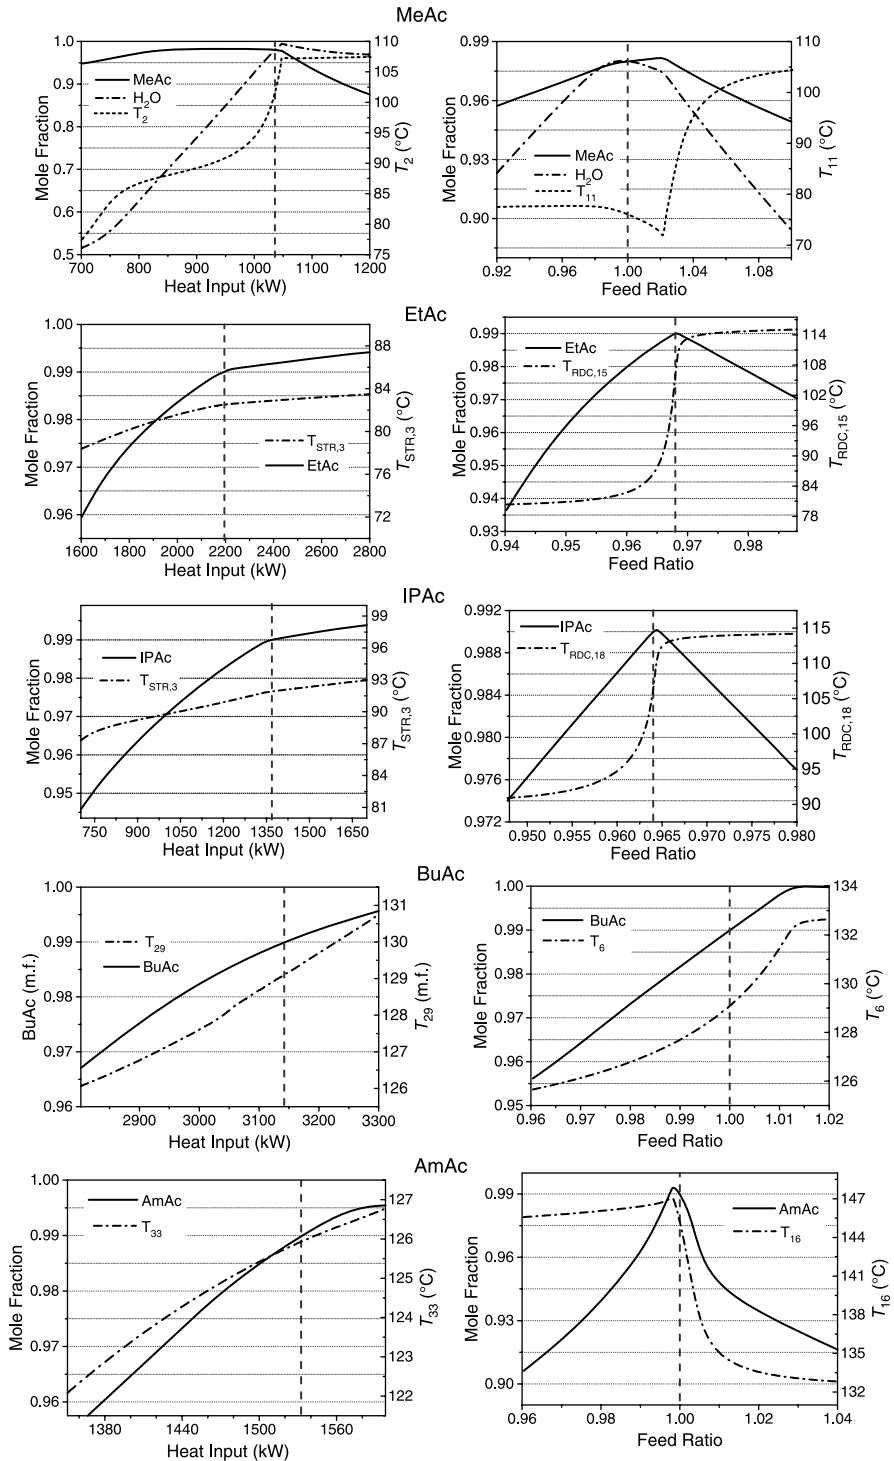 MeAc
1.0
0.9
0.8
0.7
0.6
0.5
Mole Fraction
MeAc
H2O
T2
110
105
100
95
90
85
80
75
T2 (°C)
700 800 900 1000 1100 1200
Heat Input (kW)
0.99
0.96
0.93
0.90
Mole Fraction
MeAc
H2O
T11
110
100
90
80
70
T11 (°C)
0.92 0.96 1.00 1.04 1.08
Feed Ratio
EtAc
1.00
0.99
0.98
0.97
0.96
Mole Fraction
TSTR,3
EtAc
88
84
80
76
72
TSTR,3 (°C)
1600 1800 2000 2200 2400 2600 2800
Heat Input (kW)
0.99
0.98
0.97
0.96
0.95
0.94
0.93
Mole Fraction
EtAc
TRDC,15
114
108
102
96
90
84
78
TRDC,15 (°C)
0.94 0.95 0.96 0.97 0.98
Feed Ratio
IPAc
0.99
0.98
0.97
0.96
0.95
Mole Fraction
IPAc
TSTR,3
99
96
93
90
87
84
81
TSTR,3 (°C)
750 900 1050 1200 1350 1500 1650
Heat Input (kW)
0.992
0.988
0.984
0.980
0.976
0.972
Mole Fraction
IPAc
TRDC,18
115
110
105
100
95
90
TRDC,18 (°C)
0.950 0.955 0.960 0.965 0.970 0.975 0.980
Feed Ratio
BuAc
1.00
0.99
0.98
0.97
0.96
BuAc (m.f.)
T29
BuAc
131
130
129
128
127
126
T29 (m.f.)
2900 3000 3100 3200 3300
Heat Input (kW)
1.00
0.99
0.98
0.97
0.96
0.95
Mole Fraction
BuAc
T6
134
132
130
128
126
T6 (°C)
0.96 0.97 0.98 0.99 1.00 1.01 1.02
Feed Ratio
AmAc
1.00
0.99
0.98
0.97
0.96
Mole Fraction
AmAc
T33
127
126
125
124
123
122
T33 (°C)
1380 1440 1500 1560
Heat Input (kW)
0.99
0.96
0.93
0.90
Mole Fraction
AmAc
T16
147
144
141
138
135
132
T16 (°C)
0.96 0.98 1.00 1.02 1.04
Feed Ratio